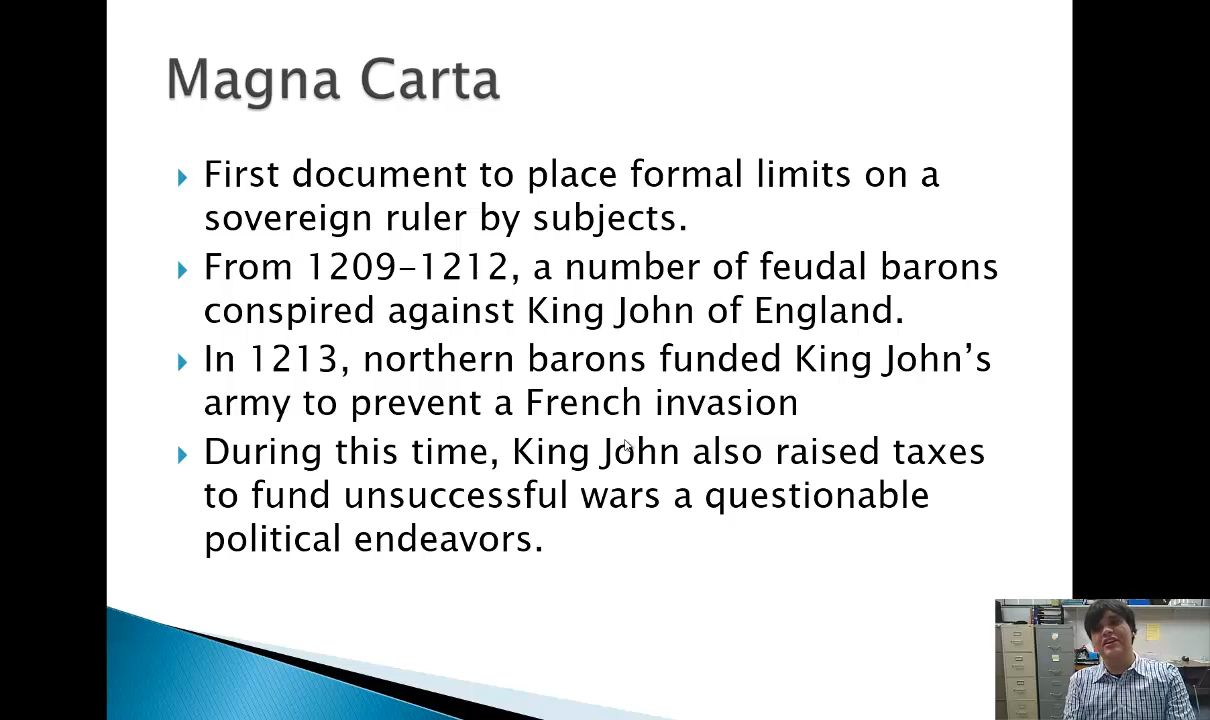 Magna Carta
First document to place formal limits on a
sovereign ruler by subjects.
From 1209-1212, a number of feudal barons
conspired against King John of England.
In 1213, northern barons funded King John’s
army to prevent a French invasion
During this time, King John also raised taxes
to fund unsuccessful wars a questionable
political endeavors.